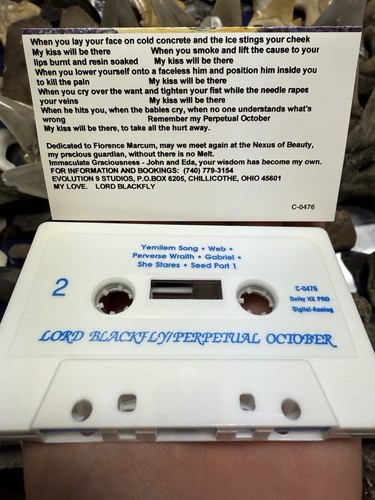 When you lay your face on cold concrete and the ice stings your cheek
My kiss will be there When you smoke and lift the cause to your
lips burnt and resin soaked My kiss will be there
When you lower yourself onto a faceless him and position him inside you
to kill the pain My kiss will be there
When you cry over the want and tighten your fist while the needle rapes
your veins My kiss will be there
When he hits you, when the babies cry, when no one understands what's
wrong Remember my Perpetual October
My kiss will be there, to take all the hurt away.
Dedicated to Florence Marcum, may we meet again at the Nexus of Beauty,
my precious guardian, without there is no Melt.
Immaculate Graciousness - John and Eda, your wisdom has become my own.
FOR INFORMATION AND BOOKINGS: (740) 779-3154
EVOLUTION 9 STUDIOS, P.O.BOX 6205, CHILLICOTHE, OHIO 45601
MY LOVE. LORD BLACKFLY
C-0476
Yemilem Song • Web •
Perverse Wraith • Gabriel •
She Stares • Seed Part 1
2
C-0476
Dolby HX PRO
Digital-Analog
LORD BLACKFLY/PERPETUAL OCTOBER